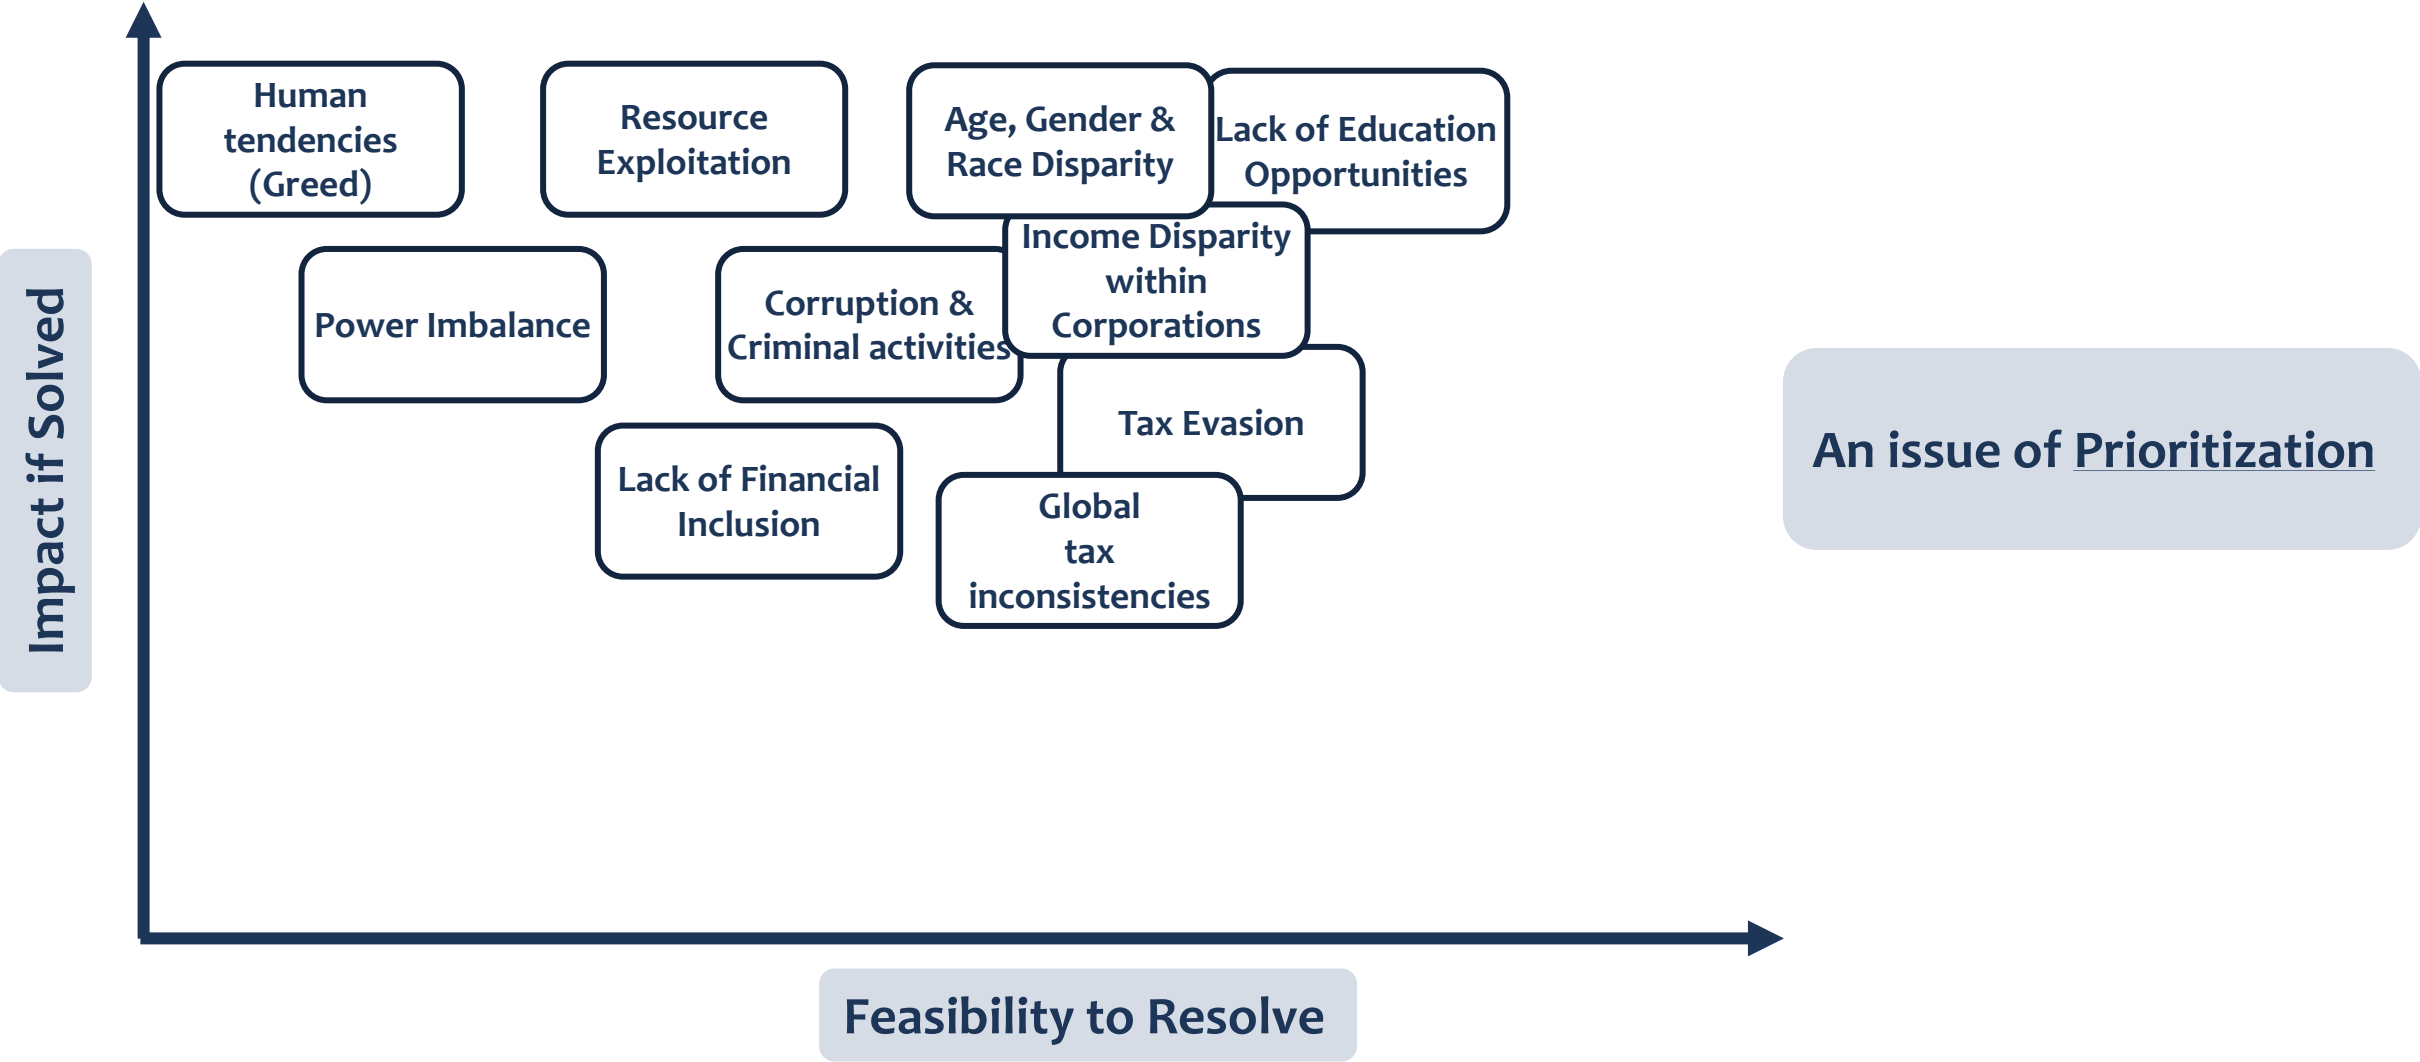 Human
tendencies
(Greed)
Resource
Exploitation
Age, Gender &
Race Disparity
Lack of Education
Opportunities
Power Imbalance
Corruption &
Criminal activities
Income Disparity
within
Corporations
Tax Evasion
Lack of Financial
Inclusion
Global
tax
inconsistencies
Impact if Solved
An issue of Prioritization
Feasibility to Resolve